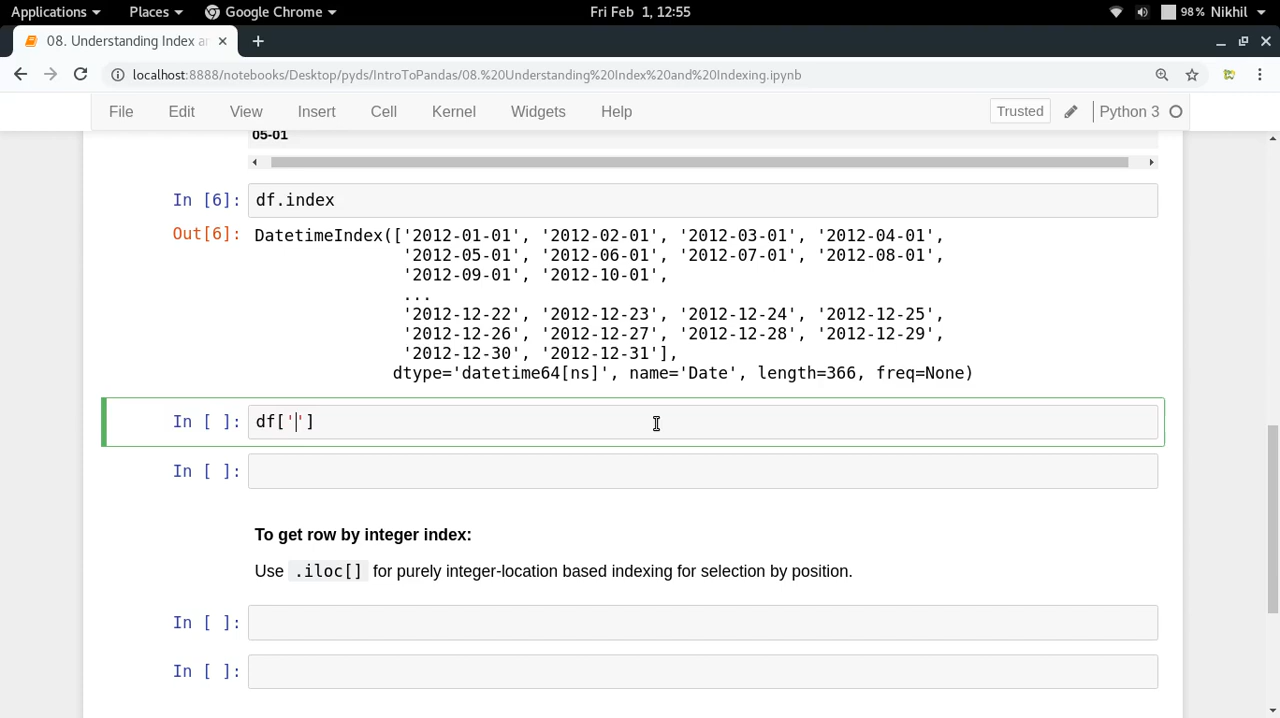 Applications Places Google Chrome Fri Feb 1, 12:55 98% Nikhil
08. Understanding Index an
localhost:8888/notebooks/Desktop/pyds/IntroToPandas/08.%20Understanding%20Index%20and%20Indexing.ipynb
File Edit View Insert Cell Kernel Widgets Help Trusted Python 3
05-01
In [6]: df.index
Out[6]: DatetimeIndex(['2012-01-01', '2012-02-01', '2012-03-01', '2012-04-01',
'2012-05-01', '2012-06-01', '2012-07-01', '2012-08-01',
'2012-09-01', '2012-10-01',
...
'2012-12-22', '2012-12-23', '2012-12-24', '2012-12-25',
'2012-12-26', '2012-12-27', '2012-12-28', '2012-12-29',
'2012-12-30', '2012-12-31'],
dtype='datetime64[ns]', name='Date', length=366, freq=None)
In [ ]: df['']
In [ ]:
To get row by integer index:
Use .iloc[] for purely integer-location based indexing for selection by position.
In [ ]:
In [ ]: